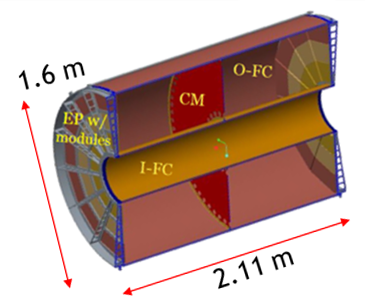 1.6 m
O-FC
CM
EP w/
modules
I-FC
2.11 m